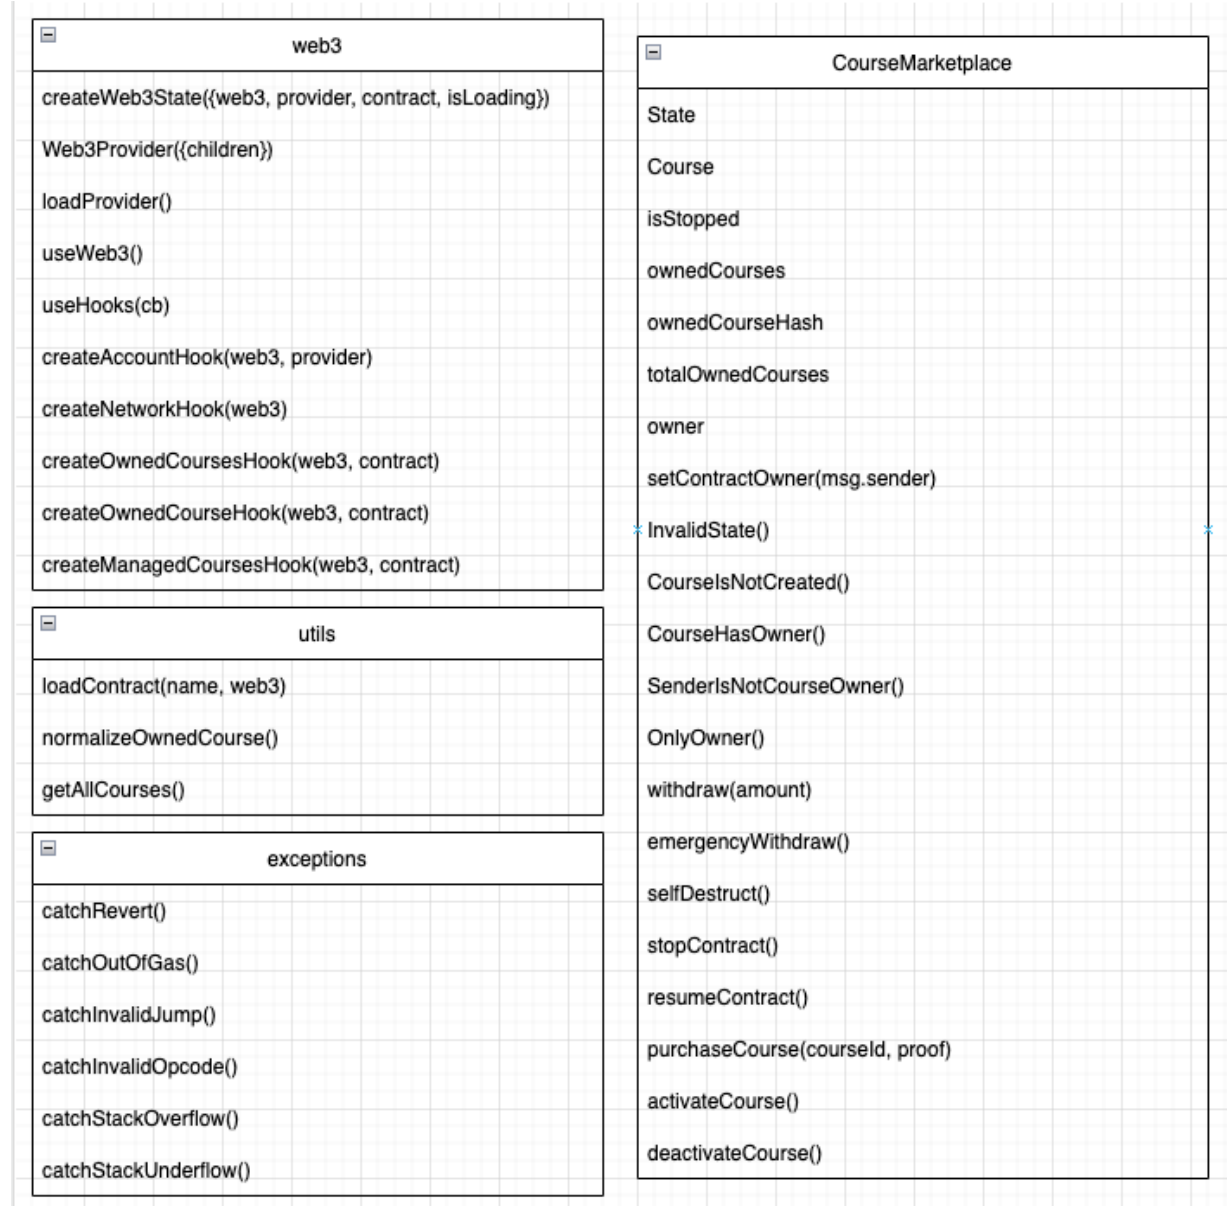 web3
createWeb3State({web3, provider, contract, isLoading})
Web3Provider({children})
loadProvider()
useWeb3()
useHooks(cb)
createAccountHook(web3, provider)
createNetworkHook(web3)
createOwnedCoursesHook(web3, contract)
createOwnedCourseHook(web3, contract)
createManagedCoursesHook(web3, contract)
utils
loadContract(name, web3)
normalizeOwnedCourse()
getAllCourses()
exceptions
catchRevert()
catchOutOfGas()
catchInvalidJump()
catchInvalidOpcode()
catchStackOverflow()
catchStackUnderflow()
CourseMarketplace
State
Course
isStopped
ownedCourses
ownedCourseHash
totalOwnedCourses
owner
setContractOwner(msg.sender)
InvalidState()
CourseIsNotCreated()
CourseHasOwner()
SenderIsNotCourseOwner()
OnlyOwner()
withdraw(amount)
emergencyWithdraw()
selfDestruct()
stopContract()
resumeContract()
purchaseCourse(courseId, proof)
activateCourse()
deactivateCourse()